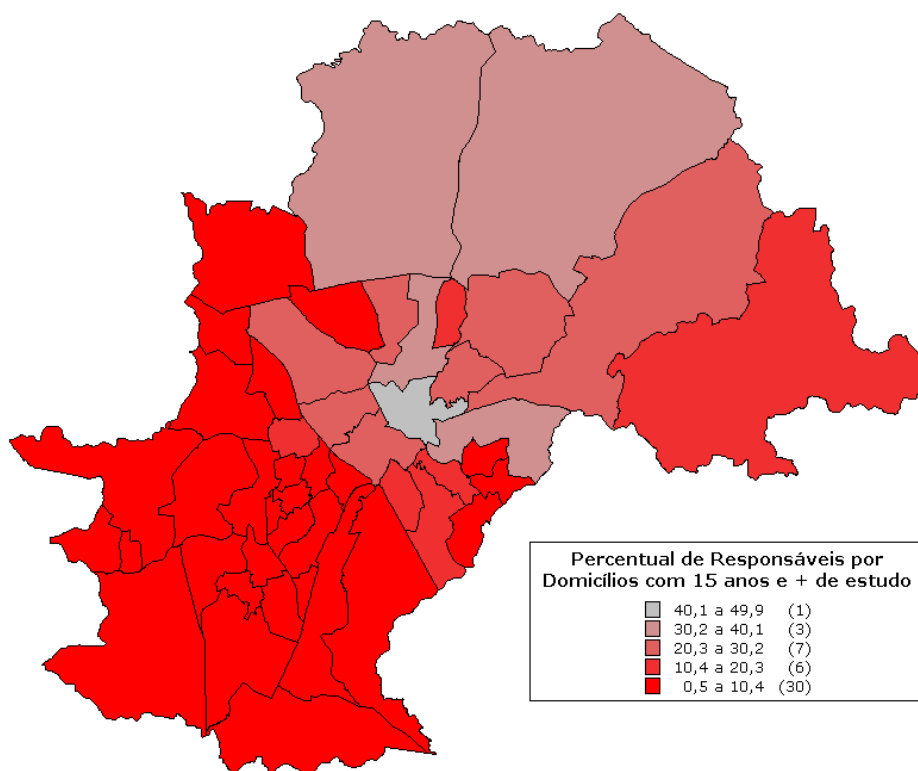 Percentual de Responsáveis por
Domicílios com 15 anos e + de estudo
40,1 a 49,9 (1)
30,2 a 40,1 (3)
20,3 a 30,2 (7)
10,4 a 20,3 (6)
0,5 a 10,4 (30)